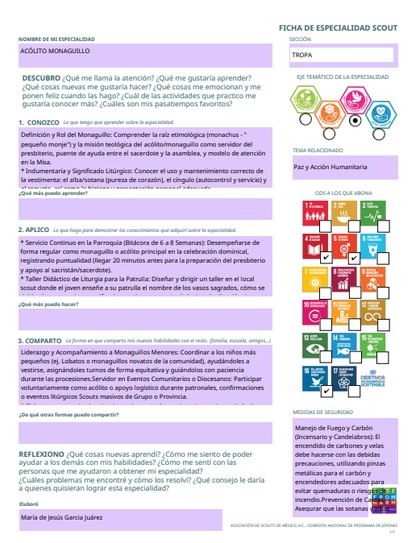 FICHA DE ESPECIALIDAD SCOUT
NOMBRE DE MI ESPECIALIDAD
ACÓLITO MONAGUILLO
SECCIÓN
TROPA
DESCUBRO ¿Qué me llama la atención? ¿Qué me gustaría aprender?
¿Qué cosas nuevas me gustaría hacer? ¿Qué cosas me emocionan y me
ponen feliz cuando las hago? ¿Cuál de las actividades que practico me
gustaría conocer más? ¿Cuáles son mis pasatiempos favoritos?
EJE TEMÁTICO DE LA ESPECIALIDAD
1. CONOZCO Lo que tengo que aprender sobre la especialidad.
Definición y Rol del Monaguillo: Comprender la raíz etimológica (monachus - "
pequeño monje") y la misión teológica del acólito/monaguillo como servidor del
presbiterio, puente de ayuda entre el sacerdote y la asamblea, y modelo de atención
en la Misa.
* Indumentaria y Significado Litúrgico: Conocer el uso y mantenimiento correcto de
la vestimenta: el alba/sotana (pureza de corazón), el cíngulo (autocontrol y servicio) y
¿Qué más puedo aprender?
TEMA RELACIONADO
Paz y Acción Humanitaria
ODS A LOS QUE ABONA
2. APLICO Lo que hago para demostrar los conocimientos que adquirí sobre la especialidad.
* Servicio Continuo en la Parroquia (Bitácora de 6 a 8 Semanas): Desempeñarse de
forma regular como monaguillo o acólito principal en la celebración dominical,
registrando puntualidad (llegar 20 minutos antes para la preparación del presbiterio
y apoyo al sacristán/sacerdote).
* Taller Didáctico de Liturgia para la Patrulla: Diseñar y dirigir un taller en el local
scout donde el joven enseñe a su patrulla el nombre de los vasos sagrados, cómo se
¿Qué más puedo hacer?
3. COMPARTO La forma en que comparto mis nuevas habilidades con el resto. (familia, escuela, amigos...)
Liderazgo y Acompañamiento a Monaguillos Menores: Coordinar a los niños más
pequeños (ej. Lobatos o monaguillos novatos de la comunidad), ayudándoles a
vestirse, asignándoles turnos de forma equitativa y guiándolos con paciencia
durante las procesiones.Servidor en Eventos Comunitarios o Diocesanos: Participar
voluntariamente como acólito o apoyo logístico durante patronales, confirmaciones
o eventos litúrgicos Scouts masivos de Grupo o Provincia.
¿De qué otras formas puedo compartir?
MEDIDAS DE SEGURIDAD
Manejo de Fuego y Carbón
(Incensario y Candeleros): El
encendido de carbones y velas
debe hacerse con las debidas
precauciones, utilizando pinzas
metálicas para el carbón y
encendedores adecuados para
evitar quemaduras o riesgos de
incendio.Prevención de
Asegurar que las sotanas
REFLEXIONO ¿Qué cosas nuevas aprendí? ¿Cómo me siento de poder
ayudar a los demás con mis habilidades? ¿Cómo me sentí con las
personas que me ayudaron a obtener mi especialidad?
¿Cuáles problemas me encontré y cómo los resolví? ¿Qué consejo le daría
a quienes quisieran lograr esta especialidad?
Elaboró
María de Jesús Garcia Juárez
ASOCIACIÓN DE SCOUTS DE MÉXICO, A.C., COMISIÓN NACIONAL DE PROGRAMA DE JÓVENES